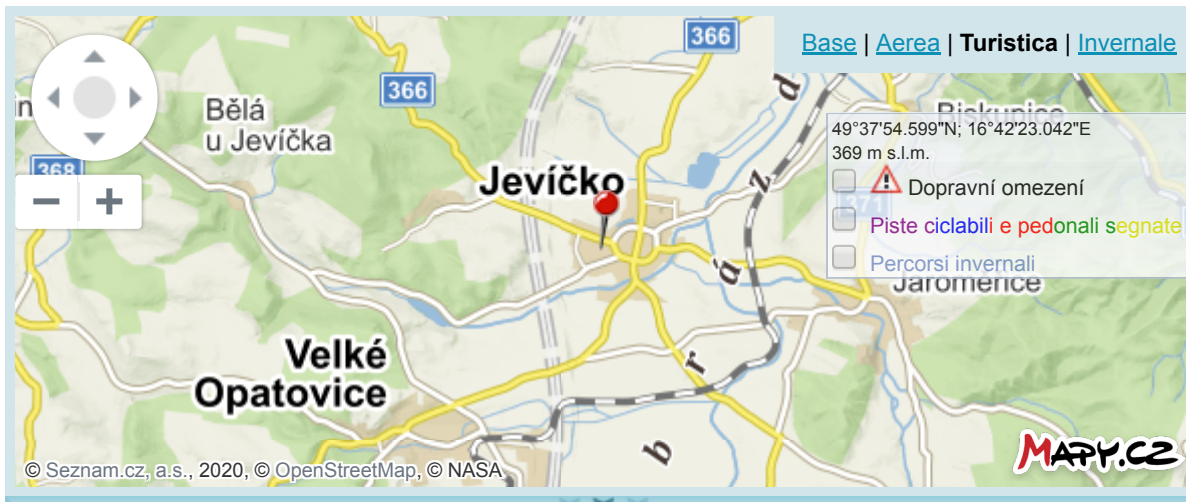 366
Base | Aerea | Turistica | Invernale
366
Bělá
u Jevíčka
Biskupice
49°37'54.599"N; 16°42'23.042"E
369 m s.l.m.
368
Jevíčko
Dopravní omezení
371
Piste ciclabili e pedonali segnate
Percorsi invernali
Jaroměřice
d
z
á
r
b
Velké
Opatovice
© Seznam.cz, a.s., 2020, © OpenStreetMap, © NASA
MAPY.CZ